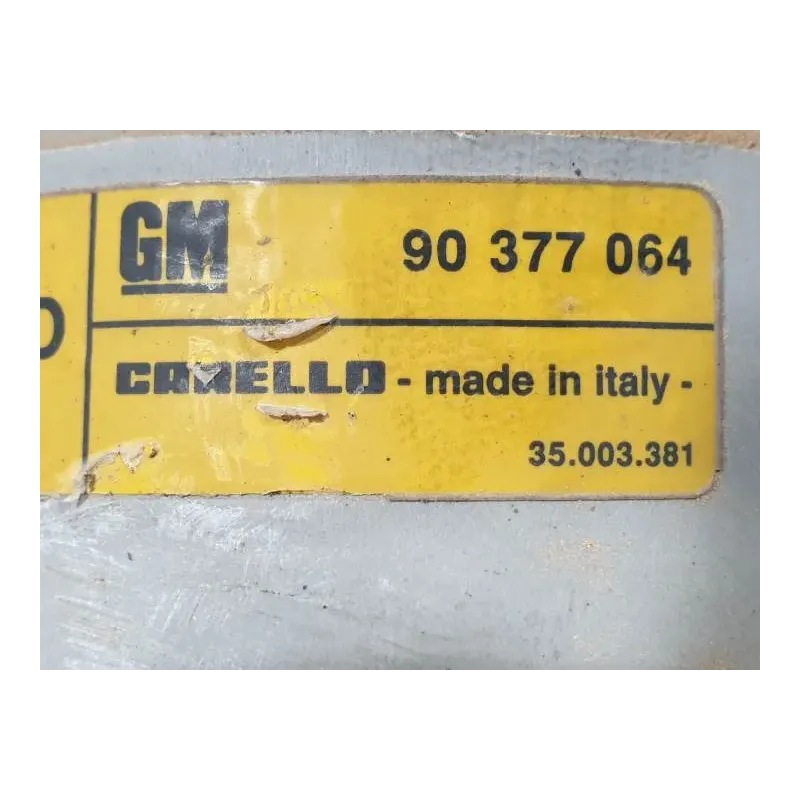 GM 90 377 064
CARELLO - made in italy -
35.003.381